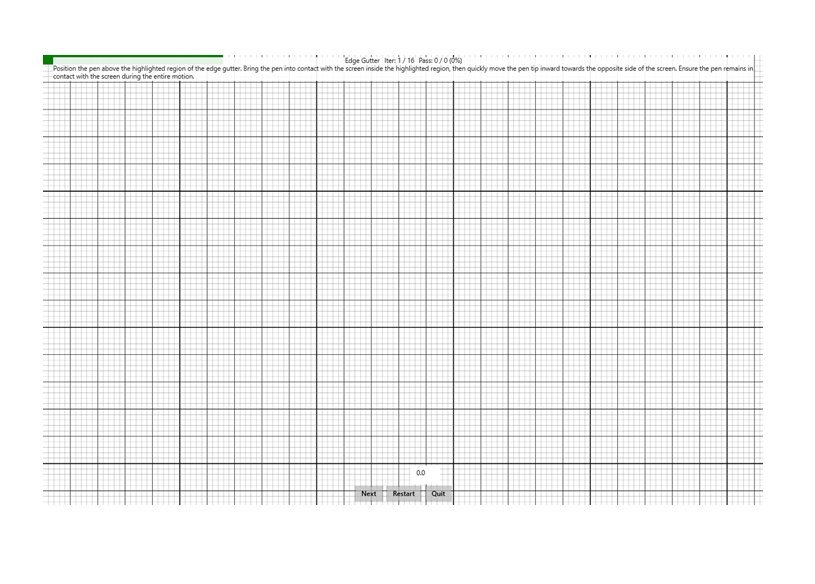 Edge Gutter Iter: 1 / 16 Pass: 0 / 0 (0%)
Position the pen above the highlighted region of the edge gutter. Bring the pen into contact with the screen inside the highlighted region, then quickly move the pen tip inward towards the opposite side of the screen. Ensure the pen remains in
contact with the screen during the entire motion.
0.0
Next Restart Quit